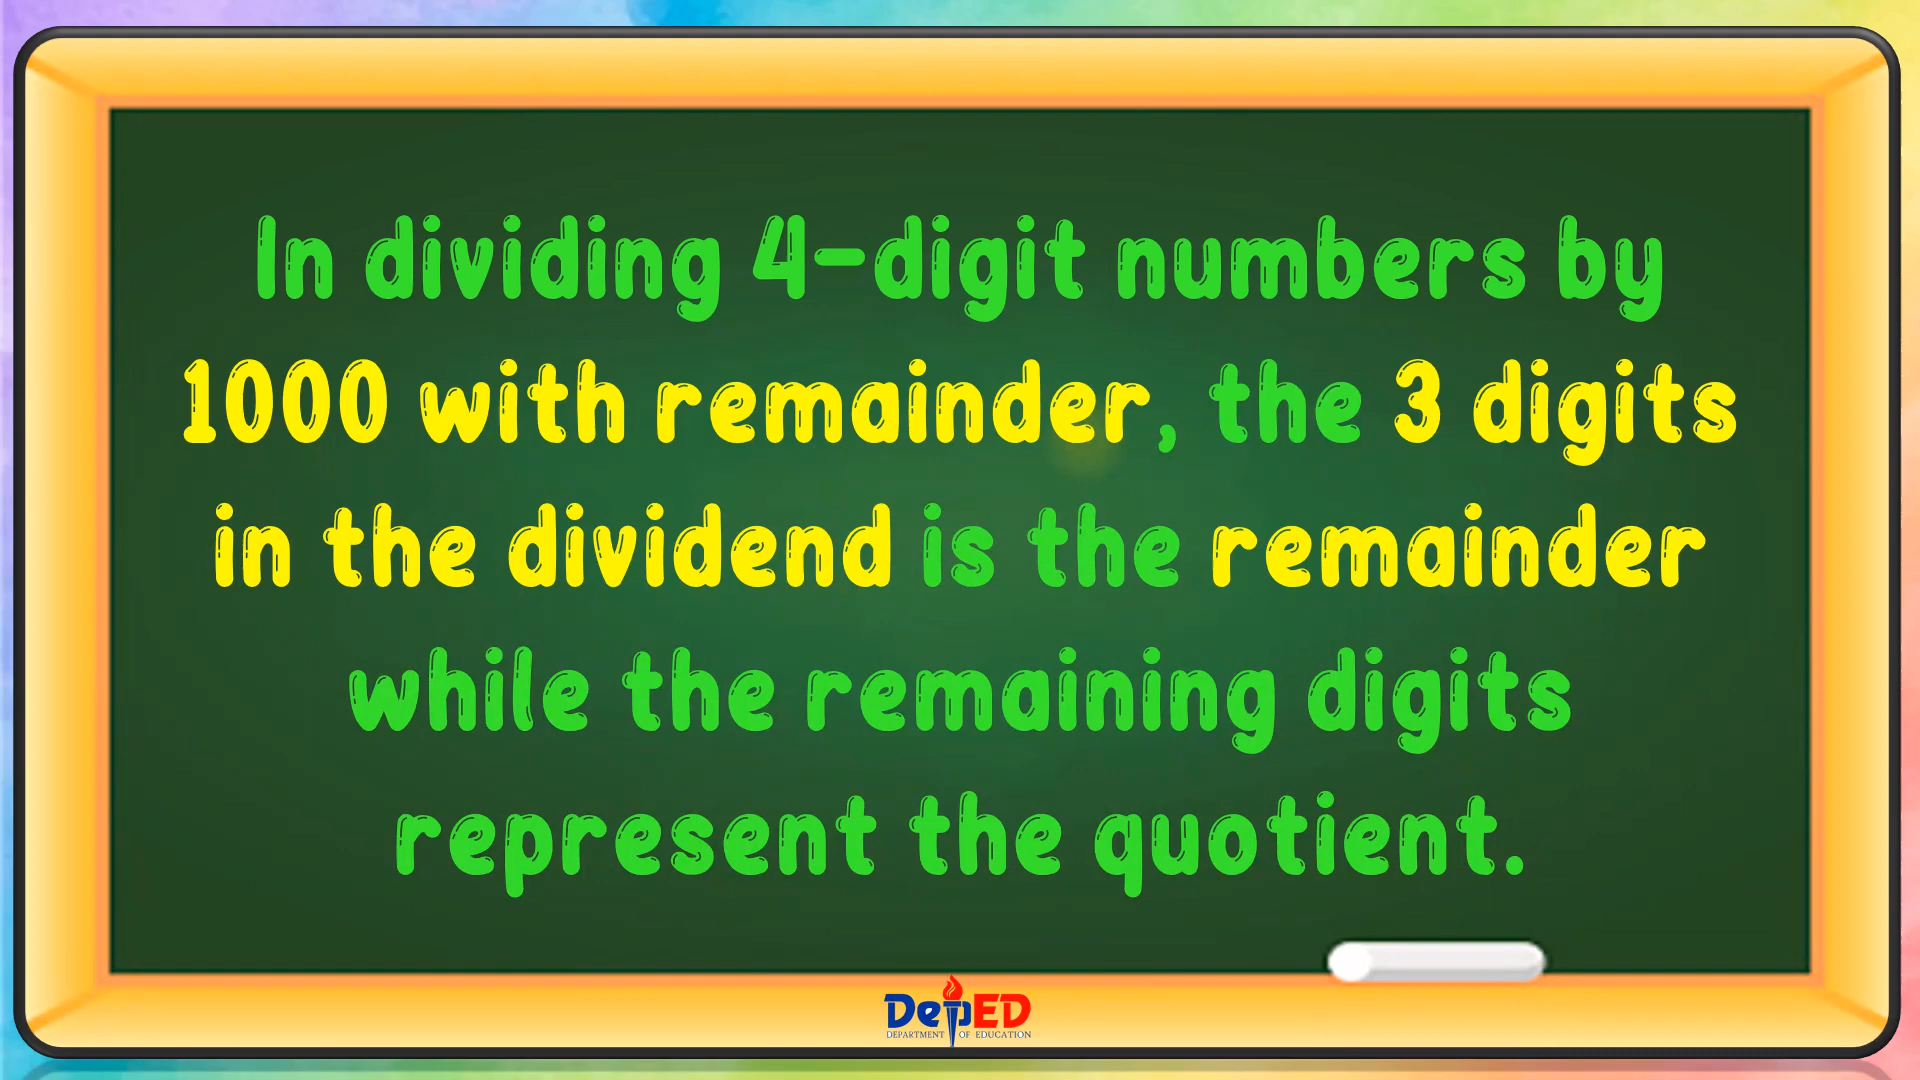 In dividing 4-digit numbers by
1000 with remainder, the 3 digits
in the dividend is the remainder
while the remaining digits
represent the quotient.
DepED
DEPARTMENT OF EDUCATION